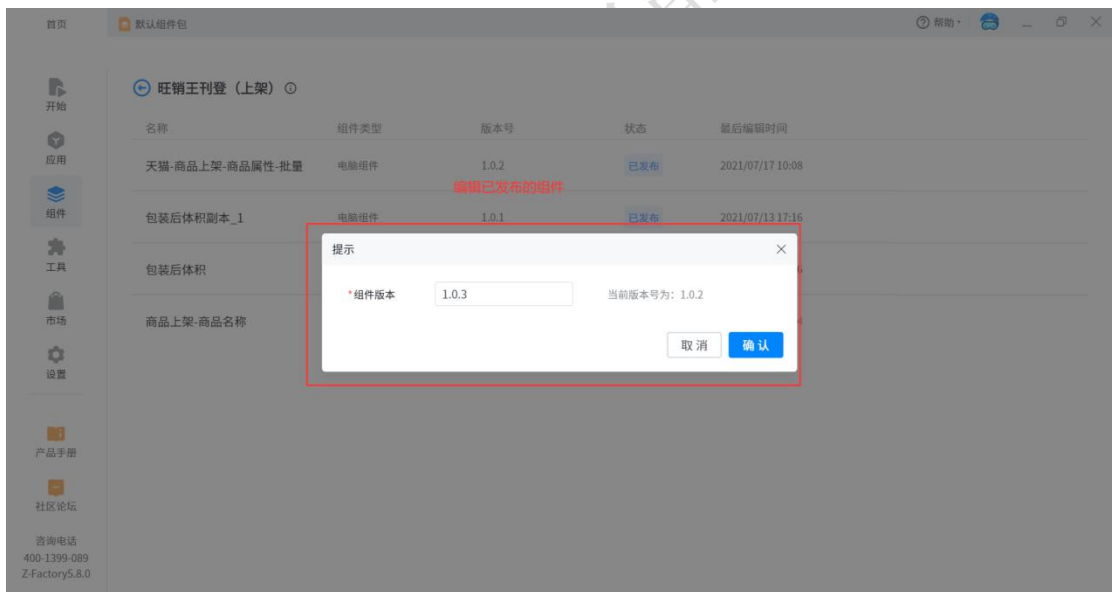 首页
默认组件包
帮助
旺销王刊登（上架）
开始
名称
组件类型
版本号
状态
最后编辑时间
应用
天猫-商品上架-商品属性-批量
电脑组件
1.0.2
已发布
2021/07/17 10:08
编辑已发布的组件
组件
包装后体积副本_1
电脑组件
1.0.1
已发布
2021/07/13 17:16
提示
工具
包装后体积
*组件版本
1.0.3
当前版本号为：1.0.2
市场
商品上架-商品名称
取消
确认
设置
产品手册
社区论坛
咨询电话
400-1399-089
Z-Factory5.8.0